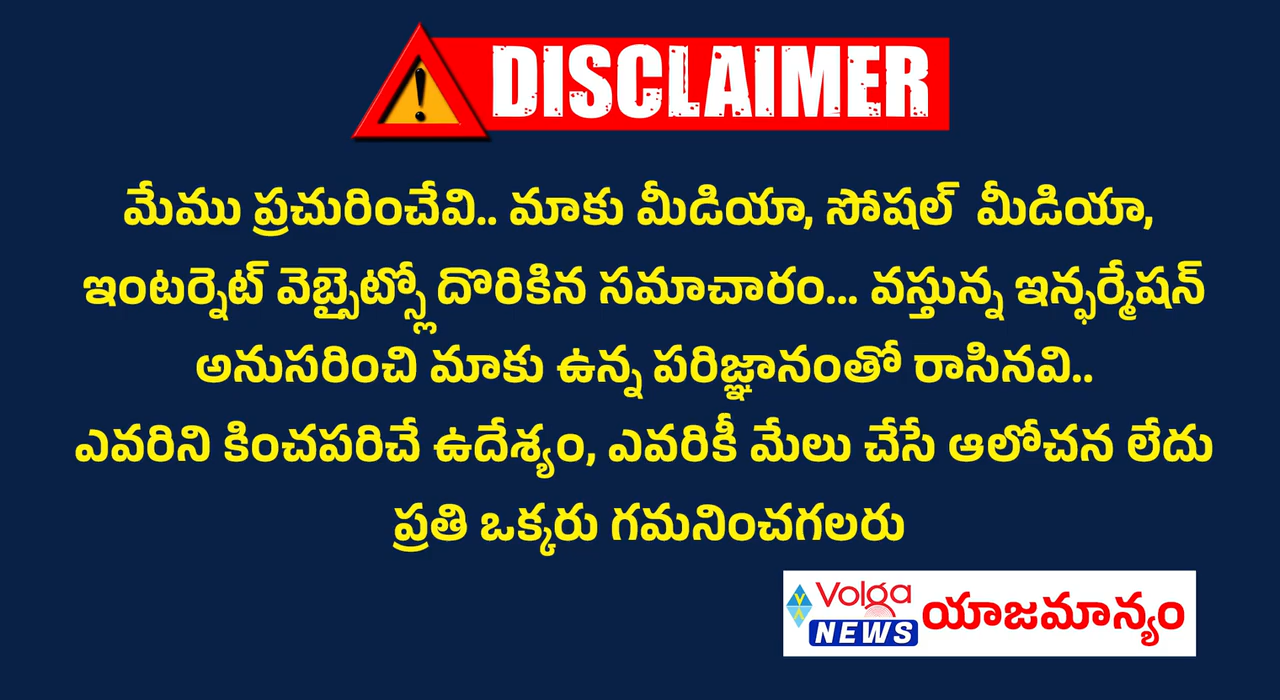 DISCLAIMER
మేము ప్రచురించేవి.. మాకు మీడియా, సోషల్ మీడియా,
ఇంటర్నెట్ వెబ్సైట్స్లో దొరికిన సమాచారం... వస్తున్న ఇన్ఫర్మేషన్
అనుసరించి మాకు ఉన్న పరిజ్ఞానంతో రాసినవి..
ఎవరిని కించపరిచే ఉదేశ్యం, ఎవరికీ మేలు చేసే ఆలోచన లేదు
ప్రతి ఒక్కరు గమనించగలరు
Volga
NEWS యాజమాన్యం